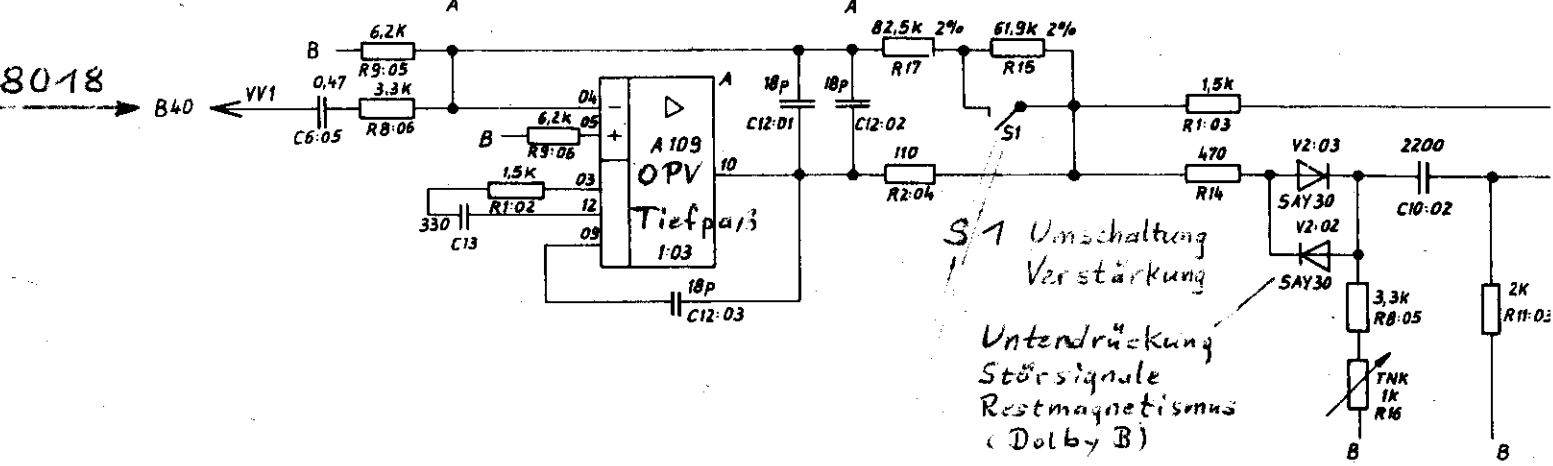 A
A
6,2K
B
R9:05
82,5K 2%
R17
61,9K 2%
R15
8018
B40
VV1
0,47
C6:05
3,3K
R8:06
04
-
A
18p
C12:01
18p
C12:02
S1
1,5K
R1:03
B
6,2K
R9:06
05
+
A109
OPV
10
110
R2:04
470
R14
V2:03
SAY30
2200
C10:02
1,5K
R1:02
03
330
C13
12
Tiefpaß
09
1:03
18p
C12:03
S1 Umschaltung
Verstärkung
V2:02
SAY30
Untendrückung
Störsignale
Restmagnetismus
(Dolby B)
3,3K
R8:05
TNK
1K
R16
B
2K
R11:03
B